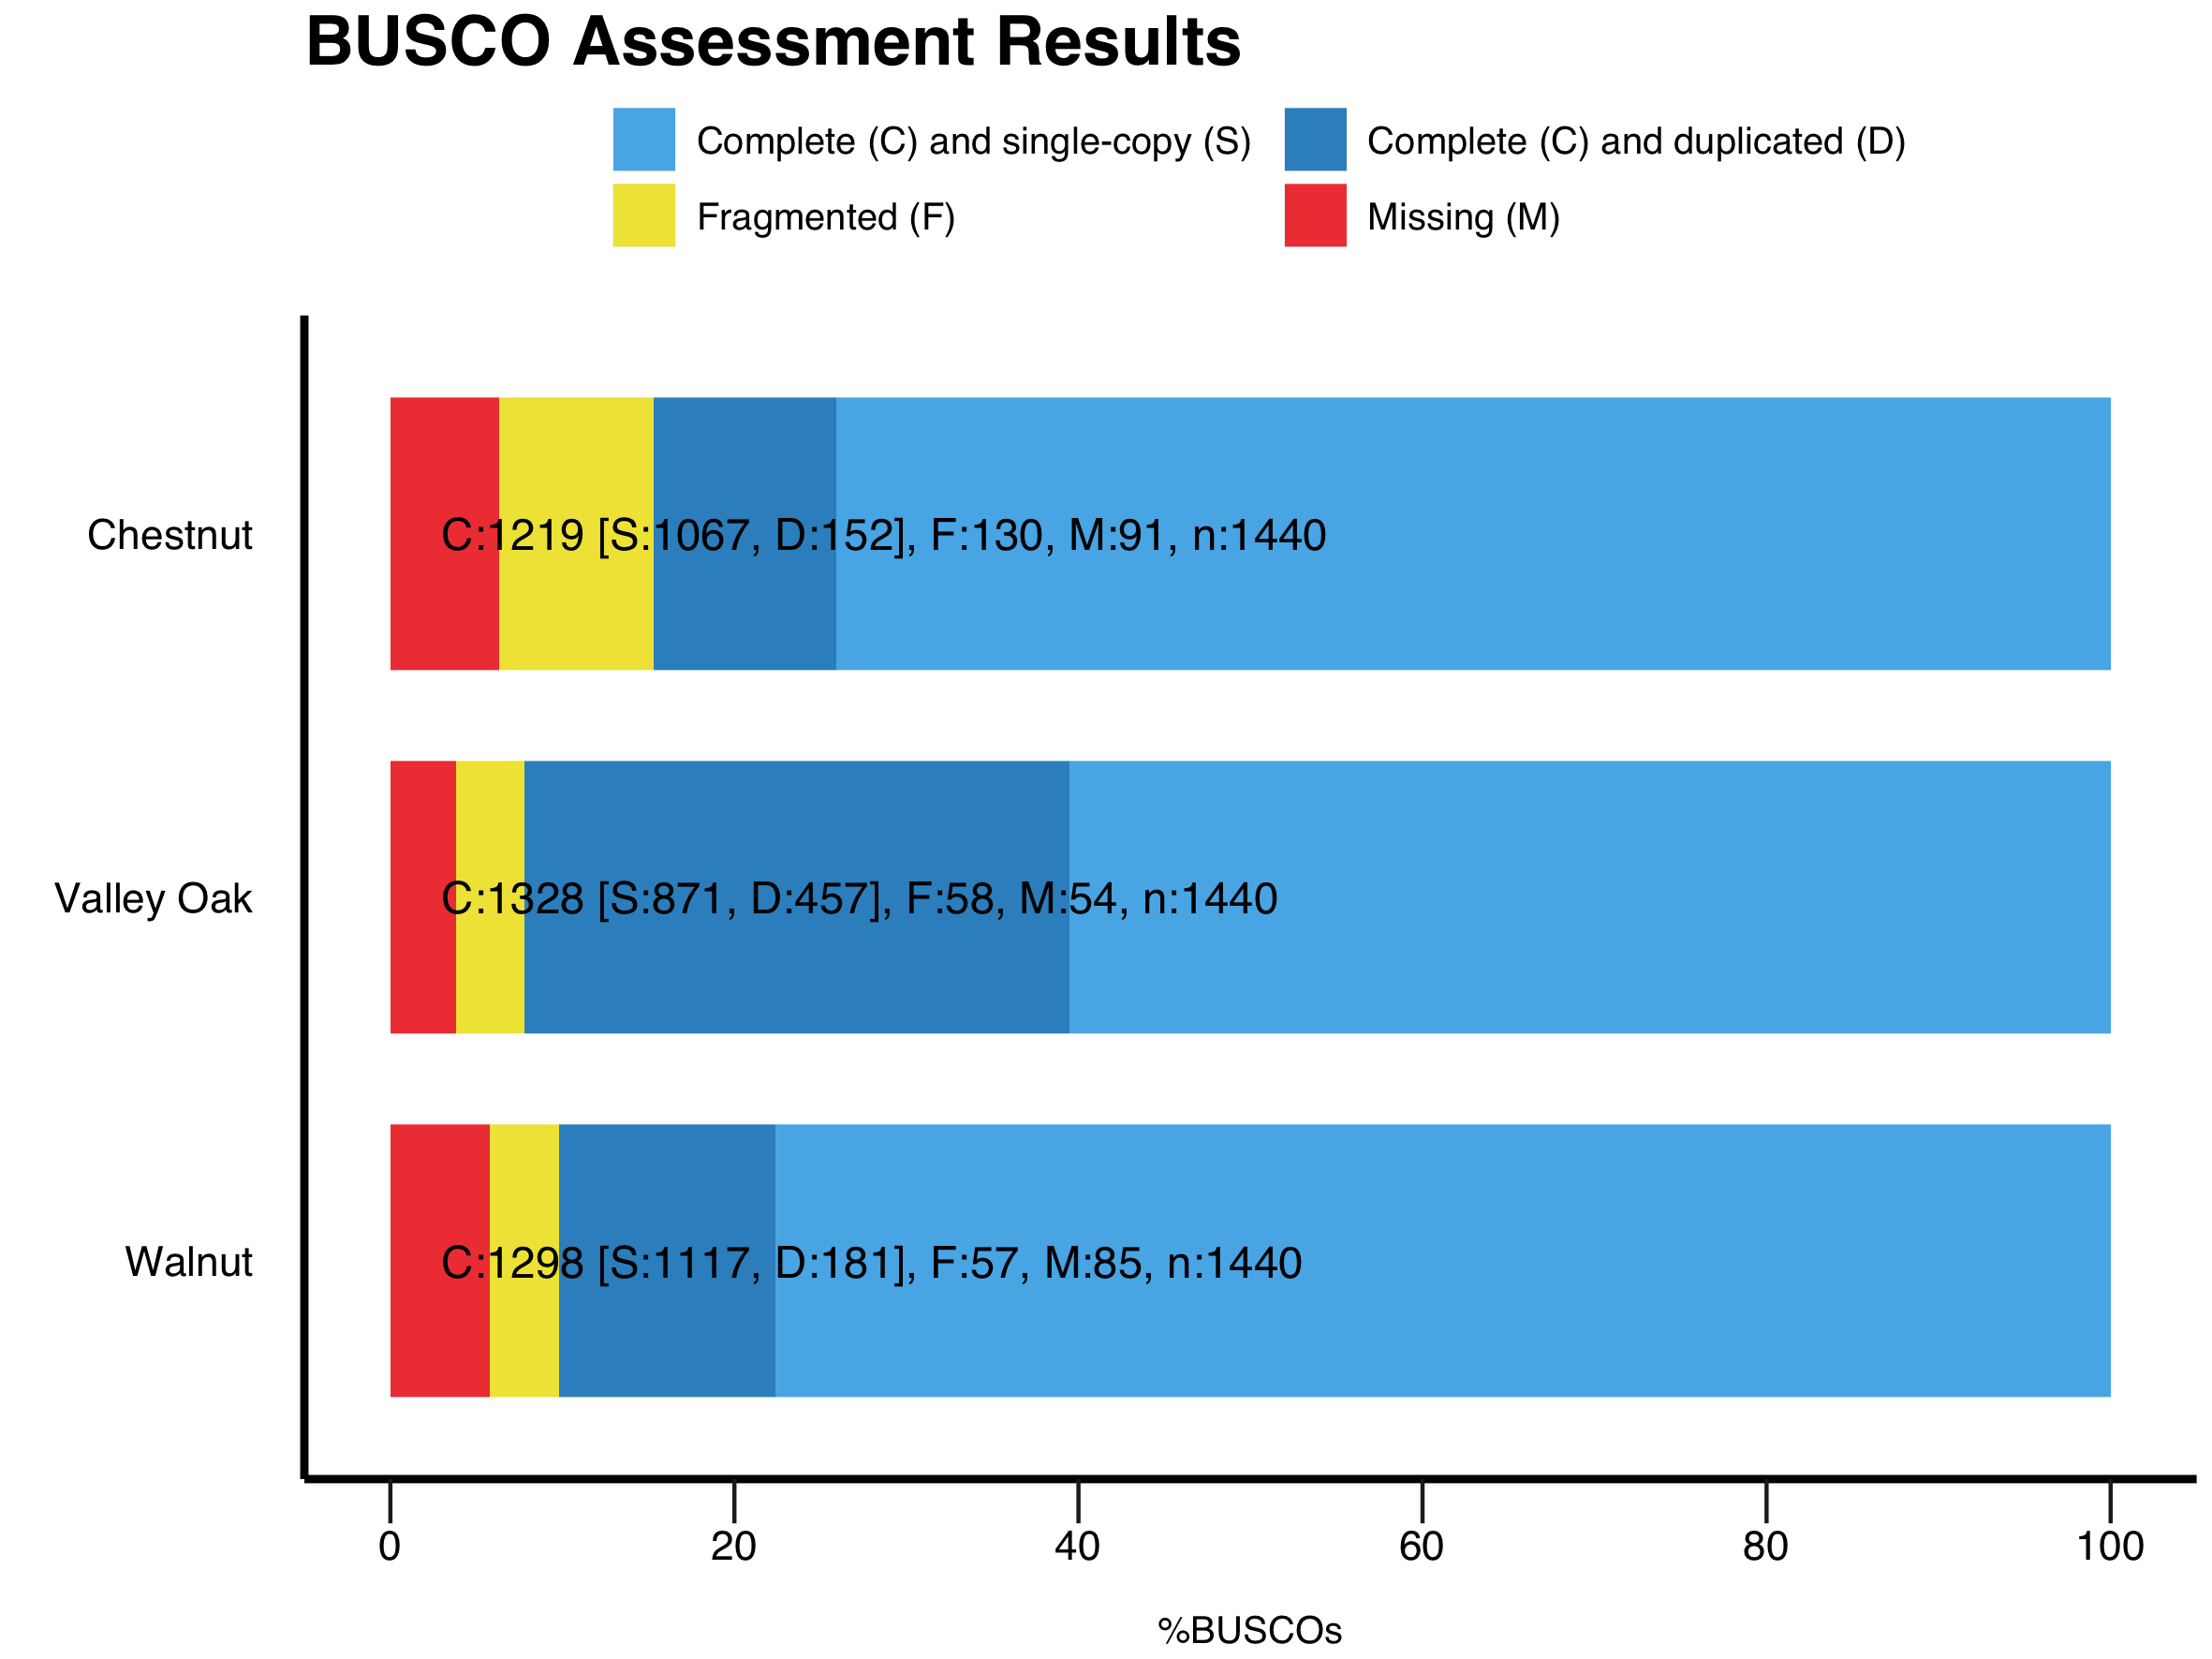 BUSCO Assessment Results
Complete (C) and single-copy (S)
Complete (C) and duplicated (D)
Fragmented (F)
Missing (M)
Chestnut
C:1219 [S:1067, D:152], F:130, M:91, n:1440
Valley Oak
C:1328 [S:871, D:457], F:58, M:54, n:1440
Walnut
C:1298 [S:1117, D:181], F:57, M:85, n:1440
0 20 40 60 80 100
%BUSCOs